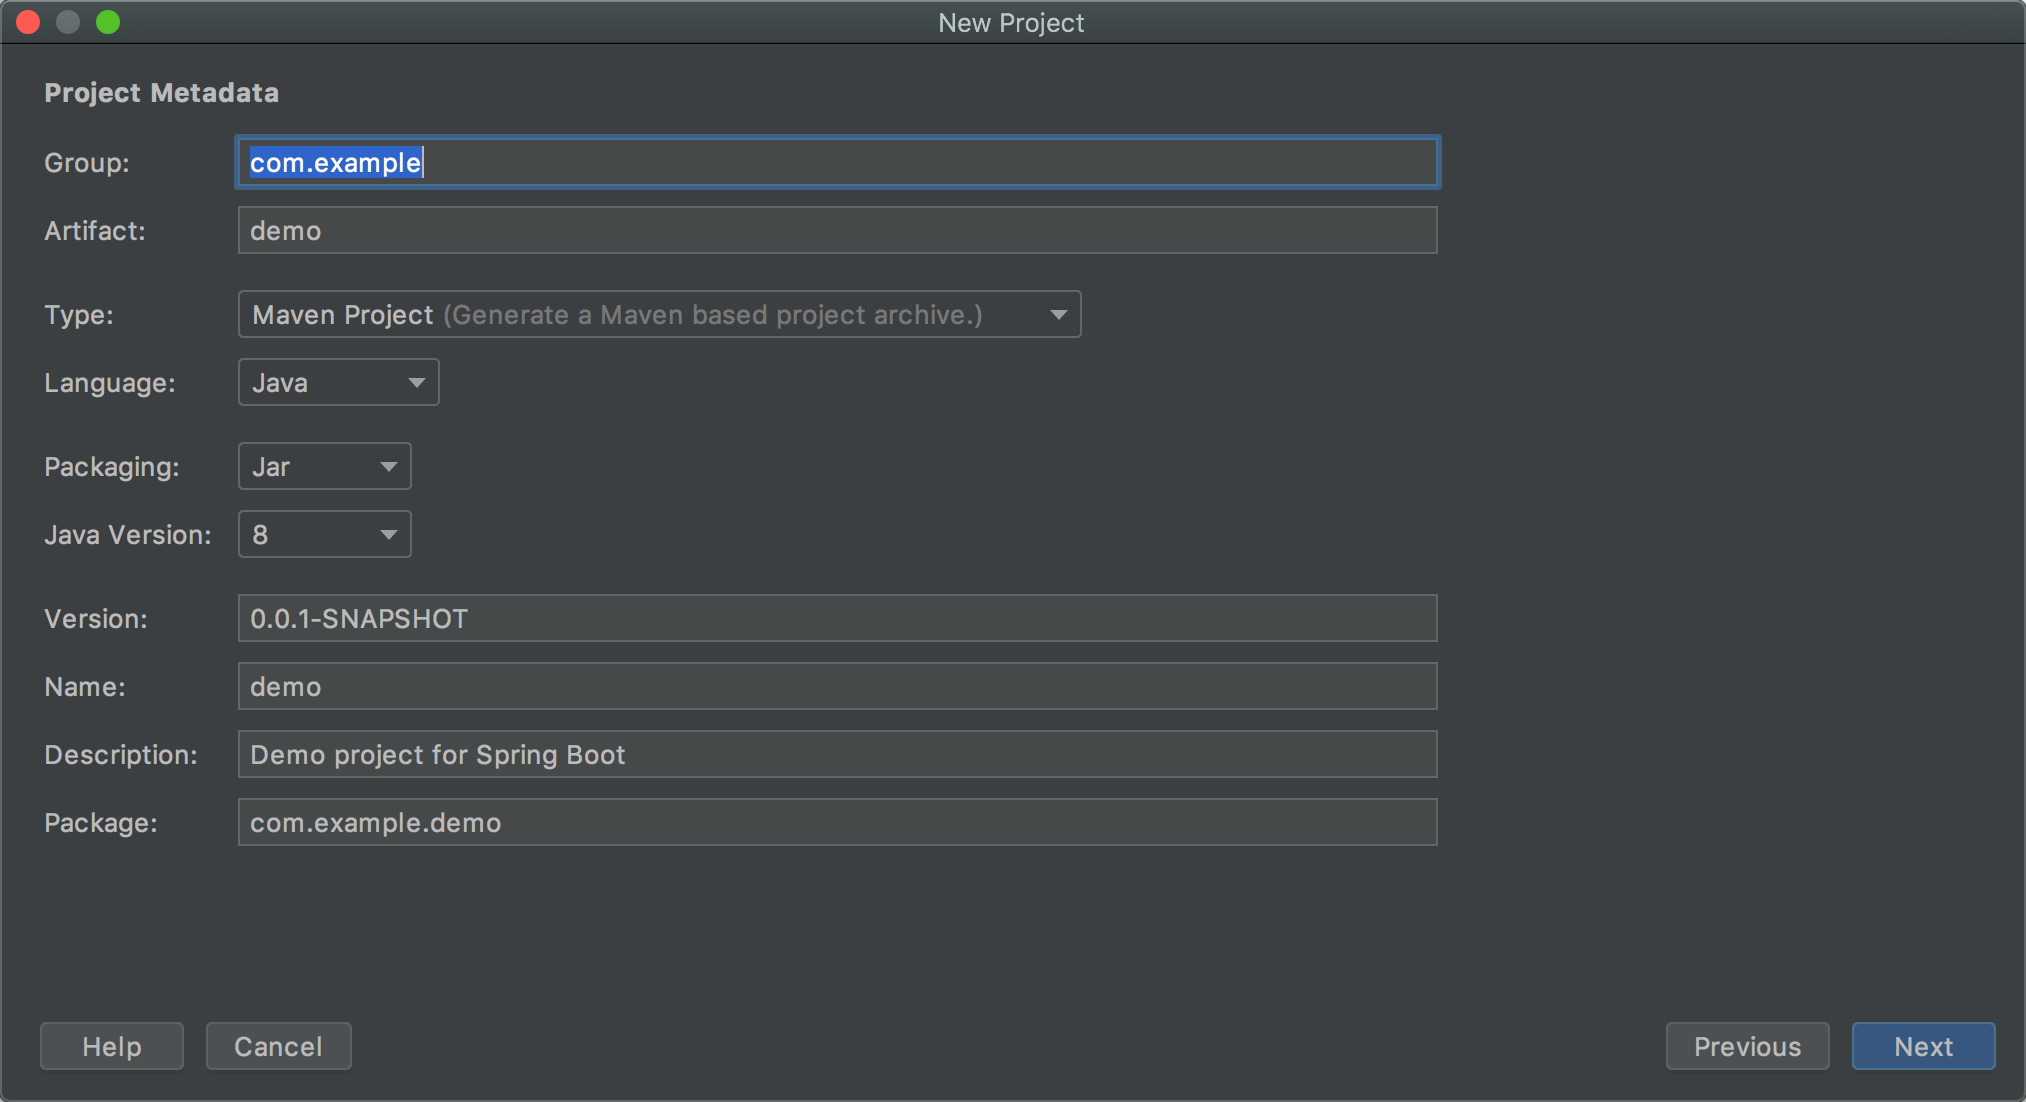 New Project
Project Metadata
Group: com.example
Artifact: demo
Type: Maven Project (Generate a Maven based project archive.)
Language: Java
Packaging: Jar
Java Version: 8
Version: 0.0.1-SNAPSHOT
Name: demo
Description: Demo project for Spring Boot
Package: com.example.demo
Help Cancel Previous Next